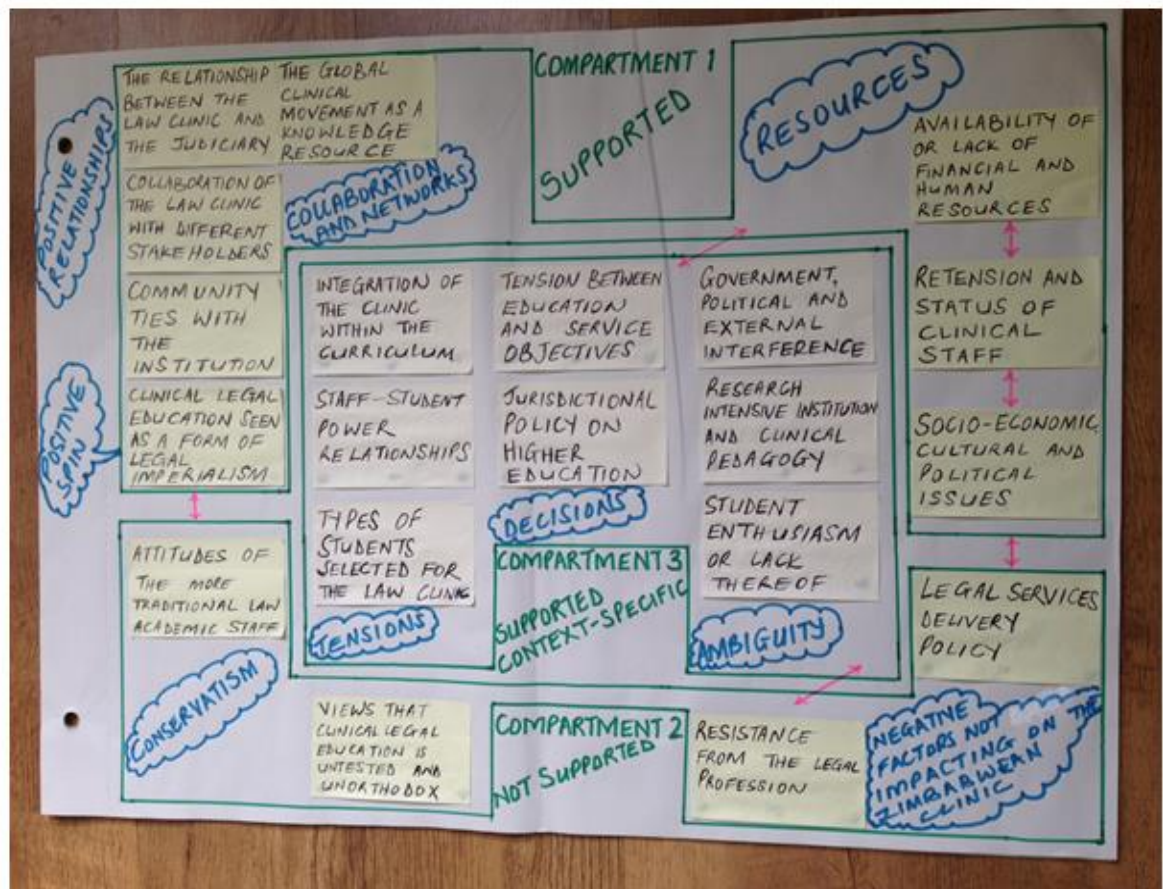 COMPARTMENT 1
SUPPORTED
POSITIVE
RELATIONSHIPS
THE RELATIONSHIP
BETWEEN THE
LAW CLINIC AND
THE JUDICIARY
THE GLOBAL
CLINICAL
MOVEMENT AS A
KNOWLEDGE
RESOURCE
COLLABORATION OF
THE LAW CLINIC
WITH DIFFERENT
STAKEHOLDERS
COLLABORATION
AND NETWORKS
COMMUNITY
TIES WITH
THE
INSTITUTION
POSITIVE
SPIN
CLINICAL LEGAL
EDUCATION SEEN
AS A FORM OF
LEGAL
IMPERIALISM
RESOURCES
AVAILABILITY OF
OR LACK OF
FINANCIAL AND
HUMAN
RESOURCES
RETENSION AND
STATUS OF
CLINICAL
STAFF
SOCIO-ECONOMIC,
CULTURAL AND
POLITICAL
ISSUES
INTEGRATION OF
THE CLINIC
WITHIN THE
CURRICULUM
TENSION BETWEEN
EDUCATION
AND SERVICE
OBJECTIVES
GOVERNMENT,
POLITICAL AND
EXTERNAL
INTERFERENCE
STAFF-STUDENT
POWER
RELATIONSHIPS
JURISDICTIONAL
POLICY ON
HIGHER
EDUCATION
RESEARCH
INTENSIVE INSTITUTION
AND CLINICAL
PEDAGOGY
TYPES OF
STUDENTS
SELECTED FOR
THE LAW CLINIC
DECISIONS
STUDENT
ENTHUSIASM
OR LACK
THEREOF
TENSIONS
COMPARTMENT 3
SUPPORTED
CONTEXT-SPECIFIC
AMBIGUITY
ATTITUDES OF
THE MORE
TRADITIONAL LAW
ACADEMIC STAFF
LEGAL SERVICES
DELIVERY
POLICY
CONSERVATISM
VIEWS THAT
CLINICAL LEGAL
EDUCATION IS
UNTESTED AND
UNORTHODOX
COMPARTMENT 2
NOT SUPPORTED
RESISTANCE
FROM THE LEGAL
PROFESSION
NEGATIVE
FACTORS NOT
IMPACTING ON THE
ZIMBABWEAN
CLINIC